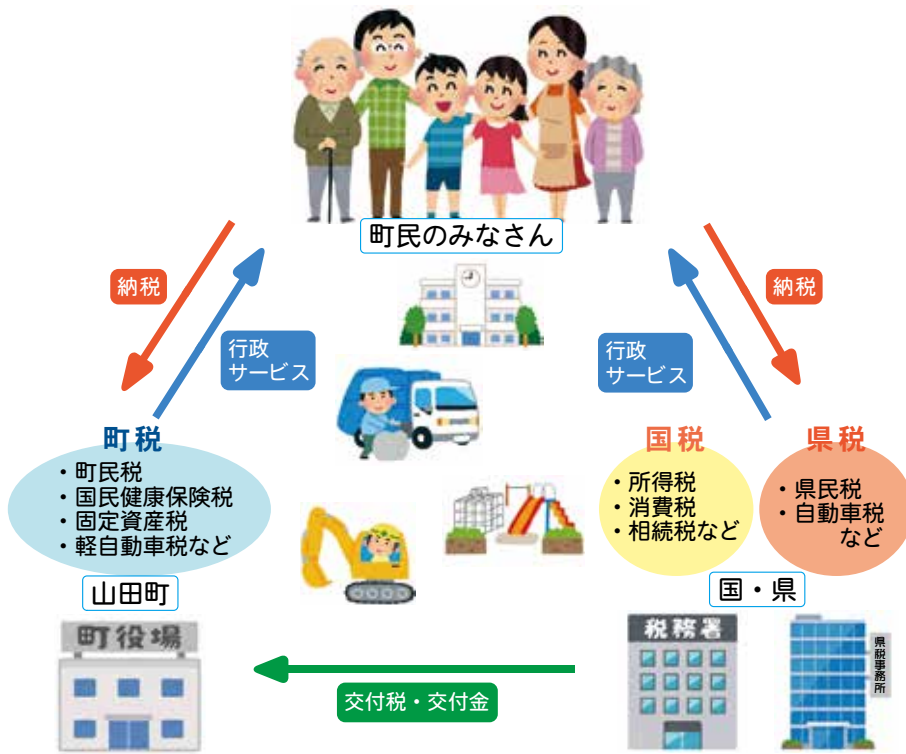 町民のみなさん
納税
行政
サービス
納税
行政
サービス
町税
・町民税
・国民健康保険税
・固定資産税
・軽自動車税など
国税
・所得税
・消費税
・相続税など
県税
・県民税
・自動車税
など
山田町
国・県
町役場
税務署
県税事務所
交付税・交付金